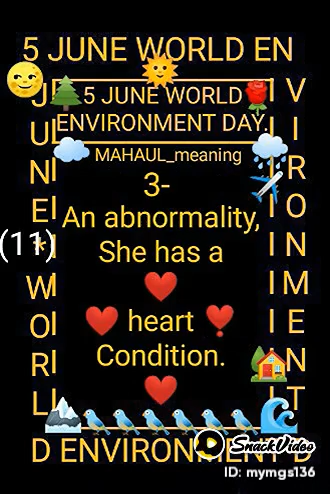 5 JUNE WORLD EN
V
I
R
O
N
M
E
N
T
J
U
N
E
W
O
R
L
D ENVIRONMENT D
5 JUNE WORLD
ENVIRONMENT DAY.
MAHAUL_meaning
3-
An abnormality,
She has a
heart
Condition.
(11)
SnackVideo
ID: mymgs136